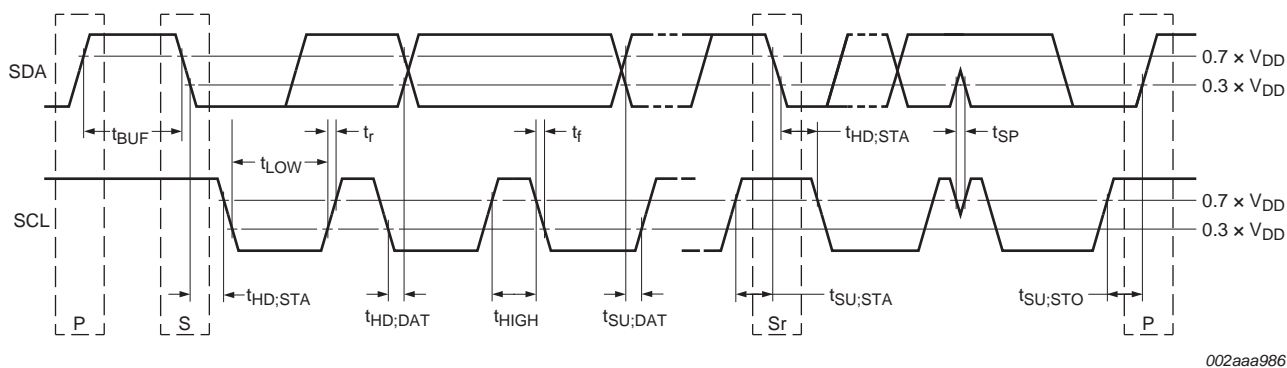 SDA
0.7 × VDD
0.3 × VDD
tBUF
tLOW
tr
tf
tHD;STA
tSP
SCL
0.7 × VDD
0.3 × VDD
tHD;STA
tHD;DAT
tHIGH
tSU;DAT
tSU;STA
tSU;STO
P
S
Sr
P
002aaa986